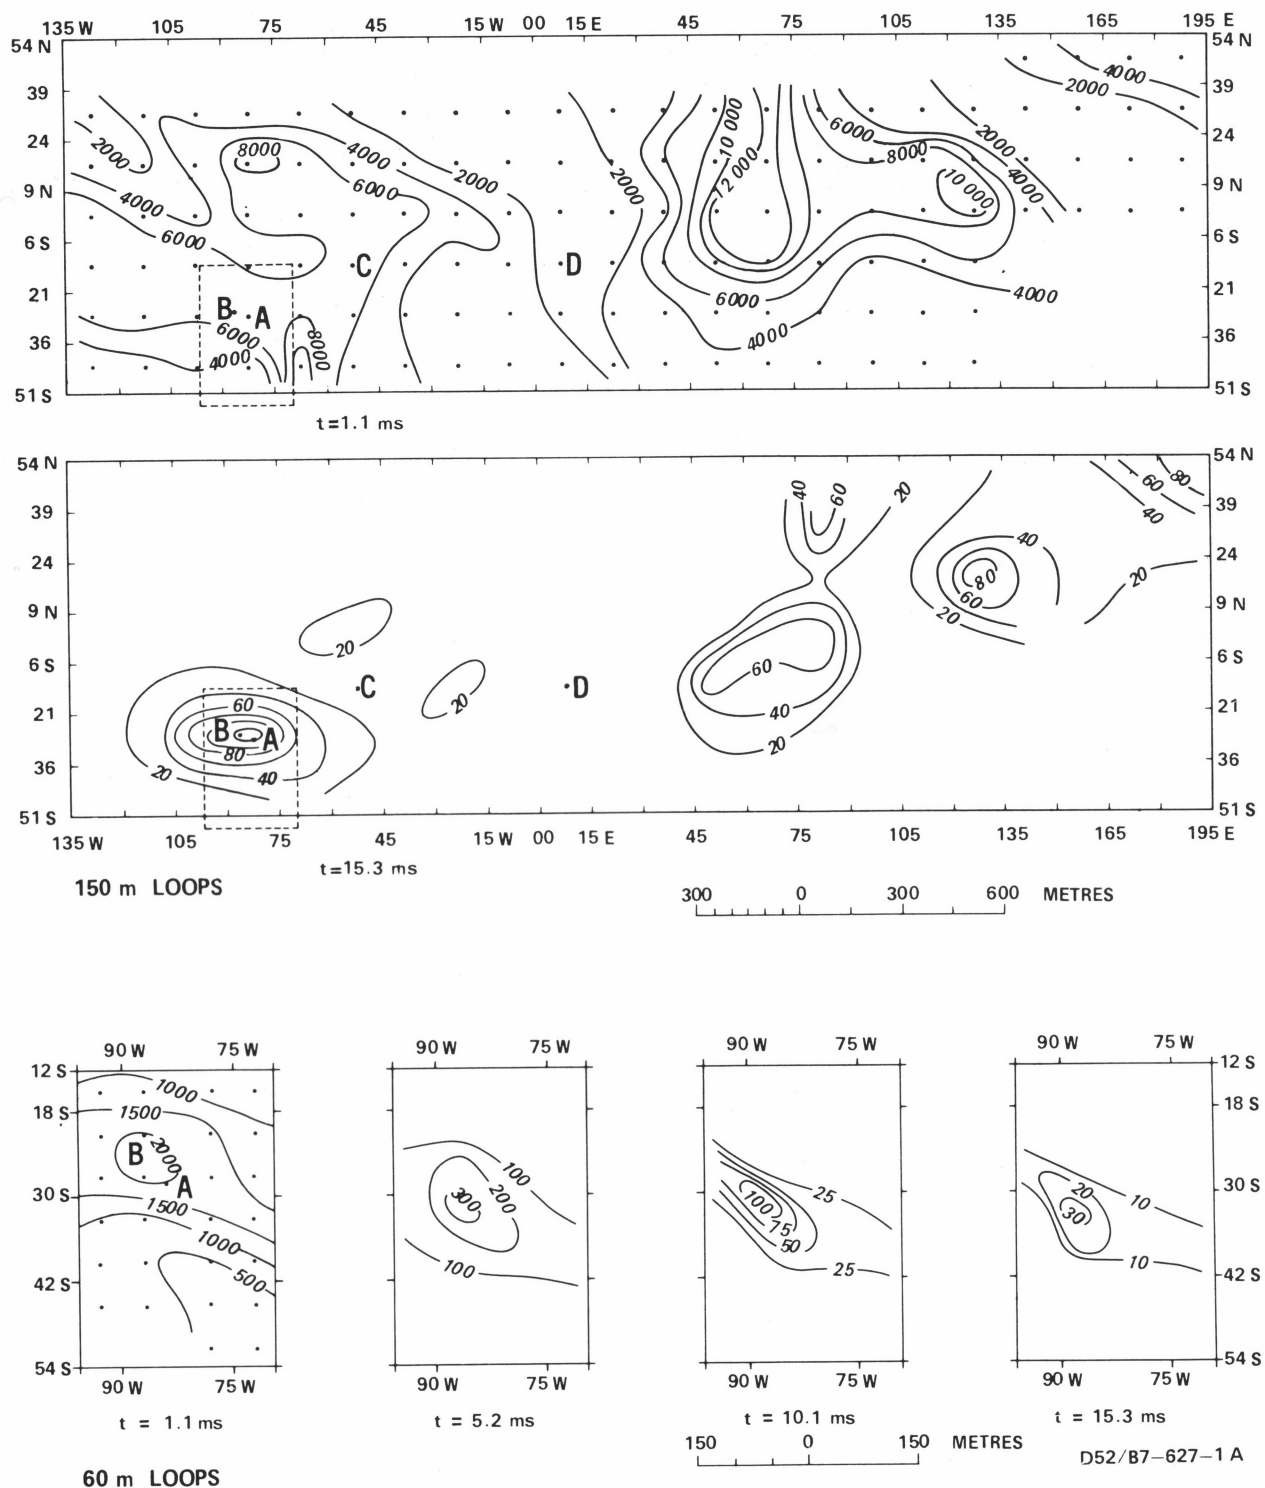 135 W 105 75 45 15 W 00 15 E 45 75 105 135 165 195 E
54 N 54 N
4000
39 2000 39
10 000
6000
24 2000 8000 4000 8000 2000 24
12 000
2000 2000 4000
9 N 4000 6000 10 000 9 N
6 S 6000 6 S
C D
21 6000 4000 21
B A
6000 8000
36 4000 4000 36
51 S 51 S
t=1.1 ms
54 N 54 N
40 60 20 60 80
39 40 39
24 40 24
80 20
9 N 60 9 N
20 20
6 S 60 6 S
C D
21 60 20 40 21
B A
80 20
36 20 40 36
51 S 51 S
135 W 105 75 45 15 W 00 15 E 45 75 105 135 165 195 E
t=15.3 ms
150 m LOOPS
300 0 300 600 METRES
90 W 75 W 90 W 75 W 90 W 75 W 90 W 75 W
12 S 12 S
1000
18 S 1500 18 S
B 2000 100
A 300 200 100 25 20 10
30 S 30 S
1500 75 30
1000 50
500 100 25 10
42 S 42 S
54 S 54 S
90 W 75 W 90 W 75 W 90 W 75 W 90 W 75 W
t = 1.1 ms t = 5.2 ms t = 10.1 ms t = 15.3 ms
150 0 150 METRES
D52/B7-627-1 A
60 m LOOPS